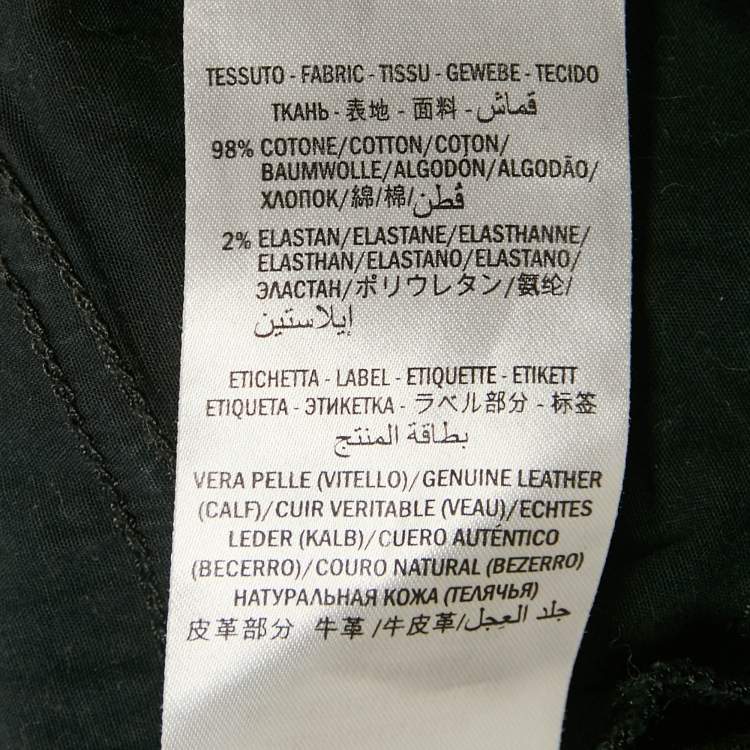 TESSUTO - FABRIC - TISSU - GEWEBE - TECIDO
ТКАНЬ - 表地 - 面料 - قماش
98% COTONE/COTTON/COTON/
BAUMWOLLE/ALGODÓN/ALGODÃO/
ХЛОПОК/綿/棉/قُطن
2% ELASTAN/ELASTANE/ELASTHANNE/
ELASTHAN/ELASTANO/ELASTANO/
ЭЛАСТАН/ポリウレタン/氨纶/
إيلاستين
ETICHETTA - LABEL - ETIQUETTE - ETIKETT
ETIQUETA - ЭТИКЕТКА - ラベル部分 - 标签
بطاقة المنتج
VERA PELLE (VITELLO)/GENUINE LEATHER
(CALF)/CUIR VERITABLE (VEAU)/ECHTES
LEDER (KALB)/CUERO AUTÉNTICO
(BECERRO)/COURO NATURAL (BEZERRO)
НАТУРАЛЬНАЯ КОЖА (ТЕЛЯЧЬЯ)
皮革部分 牛革 /牛皮革/جلد العِجل